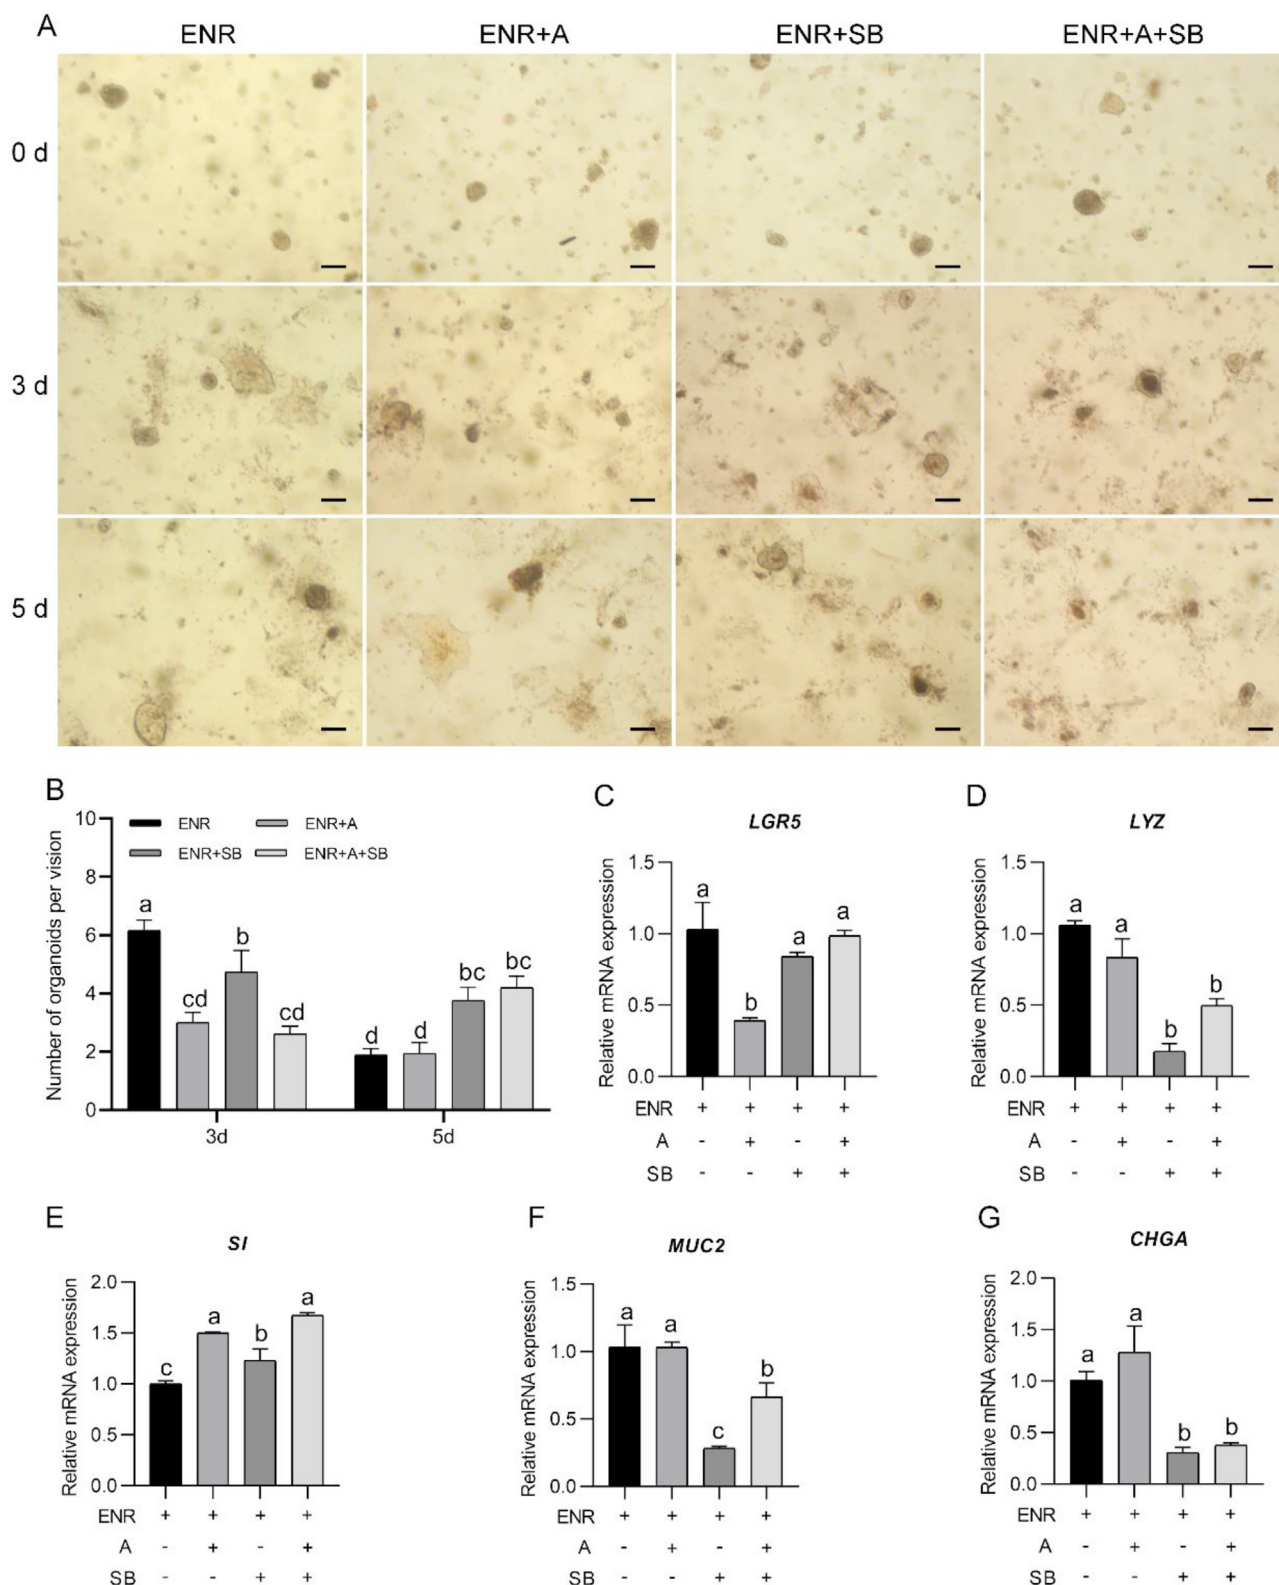 A
ENR ENR+A ENR+SB ENR+A+SB
0 d
3 d
5 d
B
Number of organoids per vision
10
8
6
4
2
0
ENR ENR+A
ENR+SB ENR+A+SB
a cd b cd d d bc bc
3d 5d
C
LGR5
Relative mRNA expression
1.5
1.0
0.5
0.0
a b a a
ENR + + + +
A - + - +
SB - - + +
D
LYZ
Relative mRNA expression
1.5
1.0
0.5
0.0
a a b b
ENR + + + +
A - + - +
SB - - + +
E
SI
Relative mRNA expression
2.0
1.5
1.0
0.5
0.0
c a b a
ENR + + + +
A - + - +
SB - - + +
F
MUC2
Relative mRNA expression
1.5
1.0
0.5
0.0
a a c b
ENR + + + +
A - + - +
SB - - + +
G
CHGA
Relative mRNA expression
2.0
1.5
1.0
0.5
0.0
a a b b
ENR + + + +
A - + - +
SB - - + +